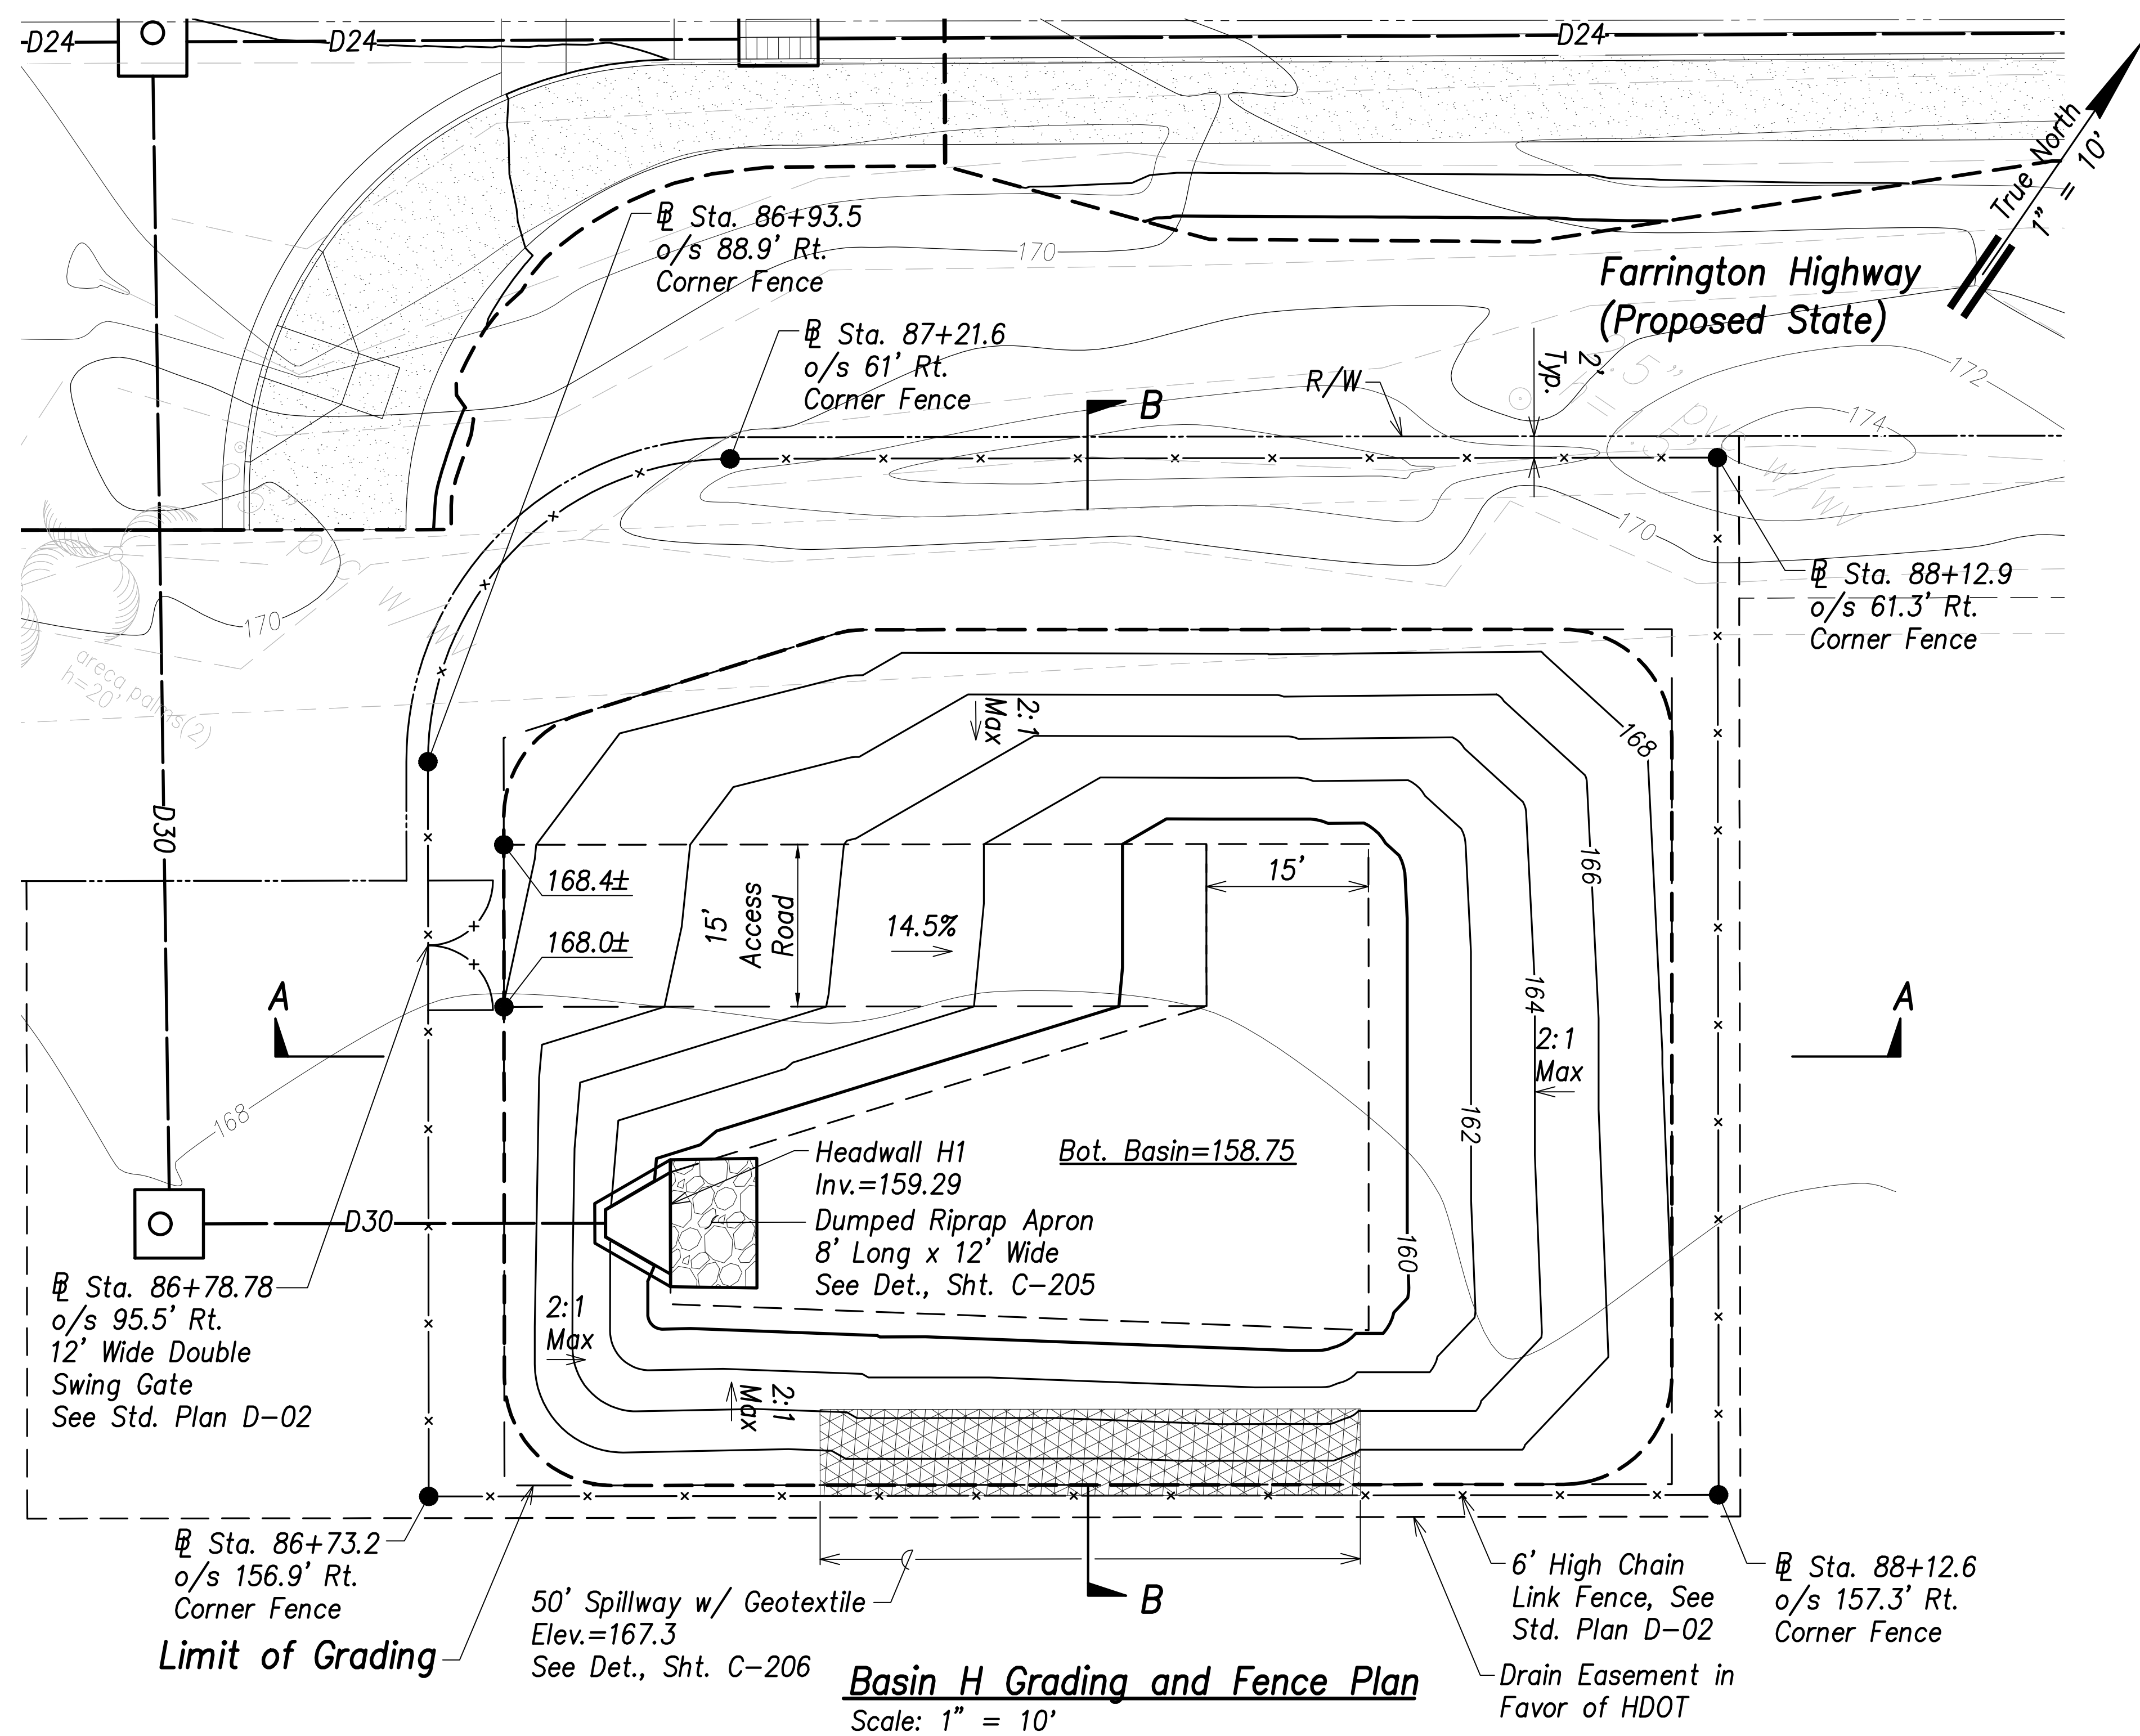 D24
D24
D24
True North
1" = 10'
℄ Sta. 86+93.5
o/s 88.9' Rt.
Corner Fence
170
Farrington Highway
(Proposed State)
℄ Sta. 87+21.6
o/s 61' Rt.
Corner Fence
2'
Typ.
R/W
B
172
174
170
170
℄ Sta. 88+12.9
o/s 61.3' Rt.
Corner Fence
areca palms(2)
h=20'
2:1
Max
168
D30
168.4±
168.0±
15'
Access
Road
14.5%
15'
166
A
A
164
2:1
Max
168
162
Headwall H1
Inv.=159.29
Bot. Basin=158.75
Dumped Riprap Apron
8' Long x 12' Wide
See Det., Sht. C-205
D30
160
℄ Sta. 86+78.78
o/s 95.5' Rt.
12' Wide Double
Swing Gate
See Std. Plan D-02
2:1
Max
2:1
Max
℄ Sta. 86+73.2
o/s 156.9' Rt.
Corner Fence
Limit of Grading
50' Spillway w/ Geotextile
Elev.=167.3
See Det., Sht. C-206
B
6' High Chain
Link Fence, See
Std. Plan D-02
℄ Sta. 88+12.6
o/s 157.3' Rt.
Corner Fence
Drain Easement in
Favor of HDOT
Basin H Grading and Fence Plan
Scale: 1" = 10'